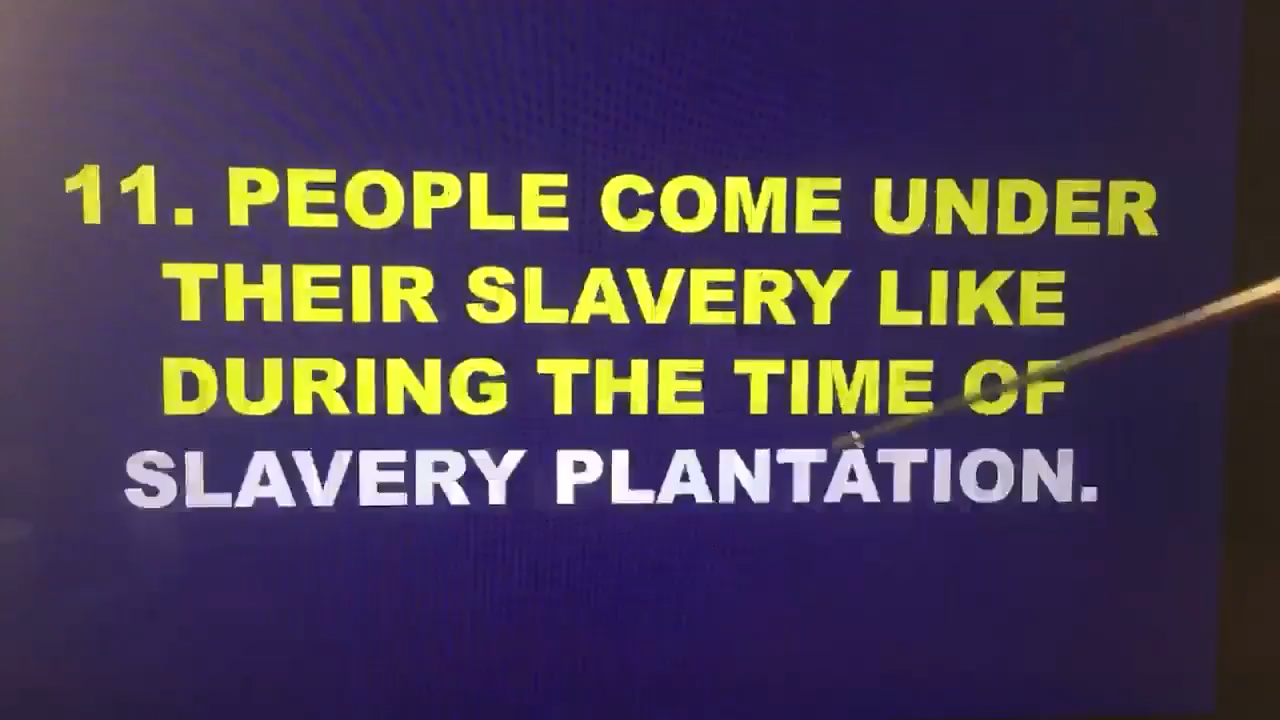 11. PEOPLE COME UNDER
THEIR SLAVERY LIKE
DURING THE TIME OF
SLAVERY PLANTATION.